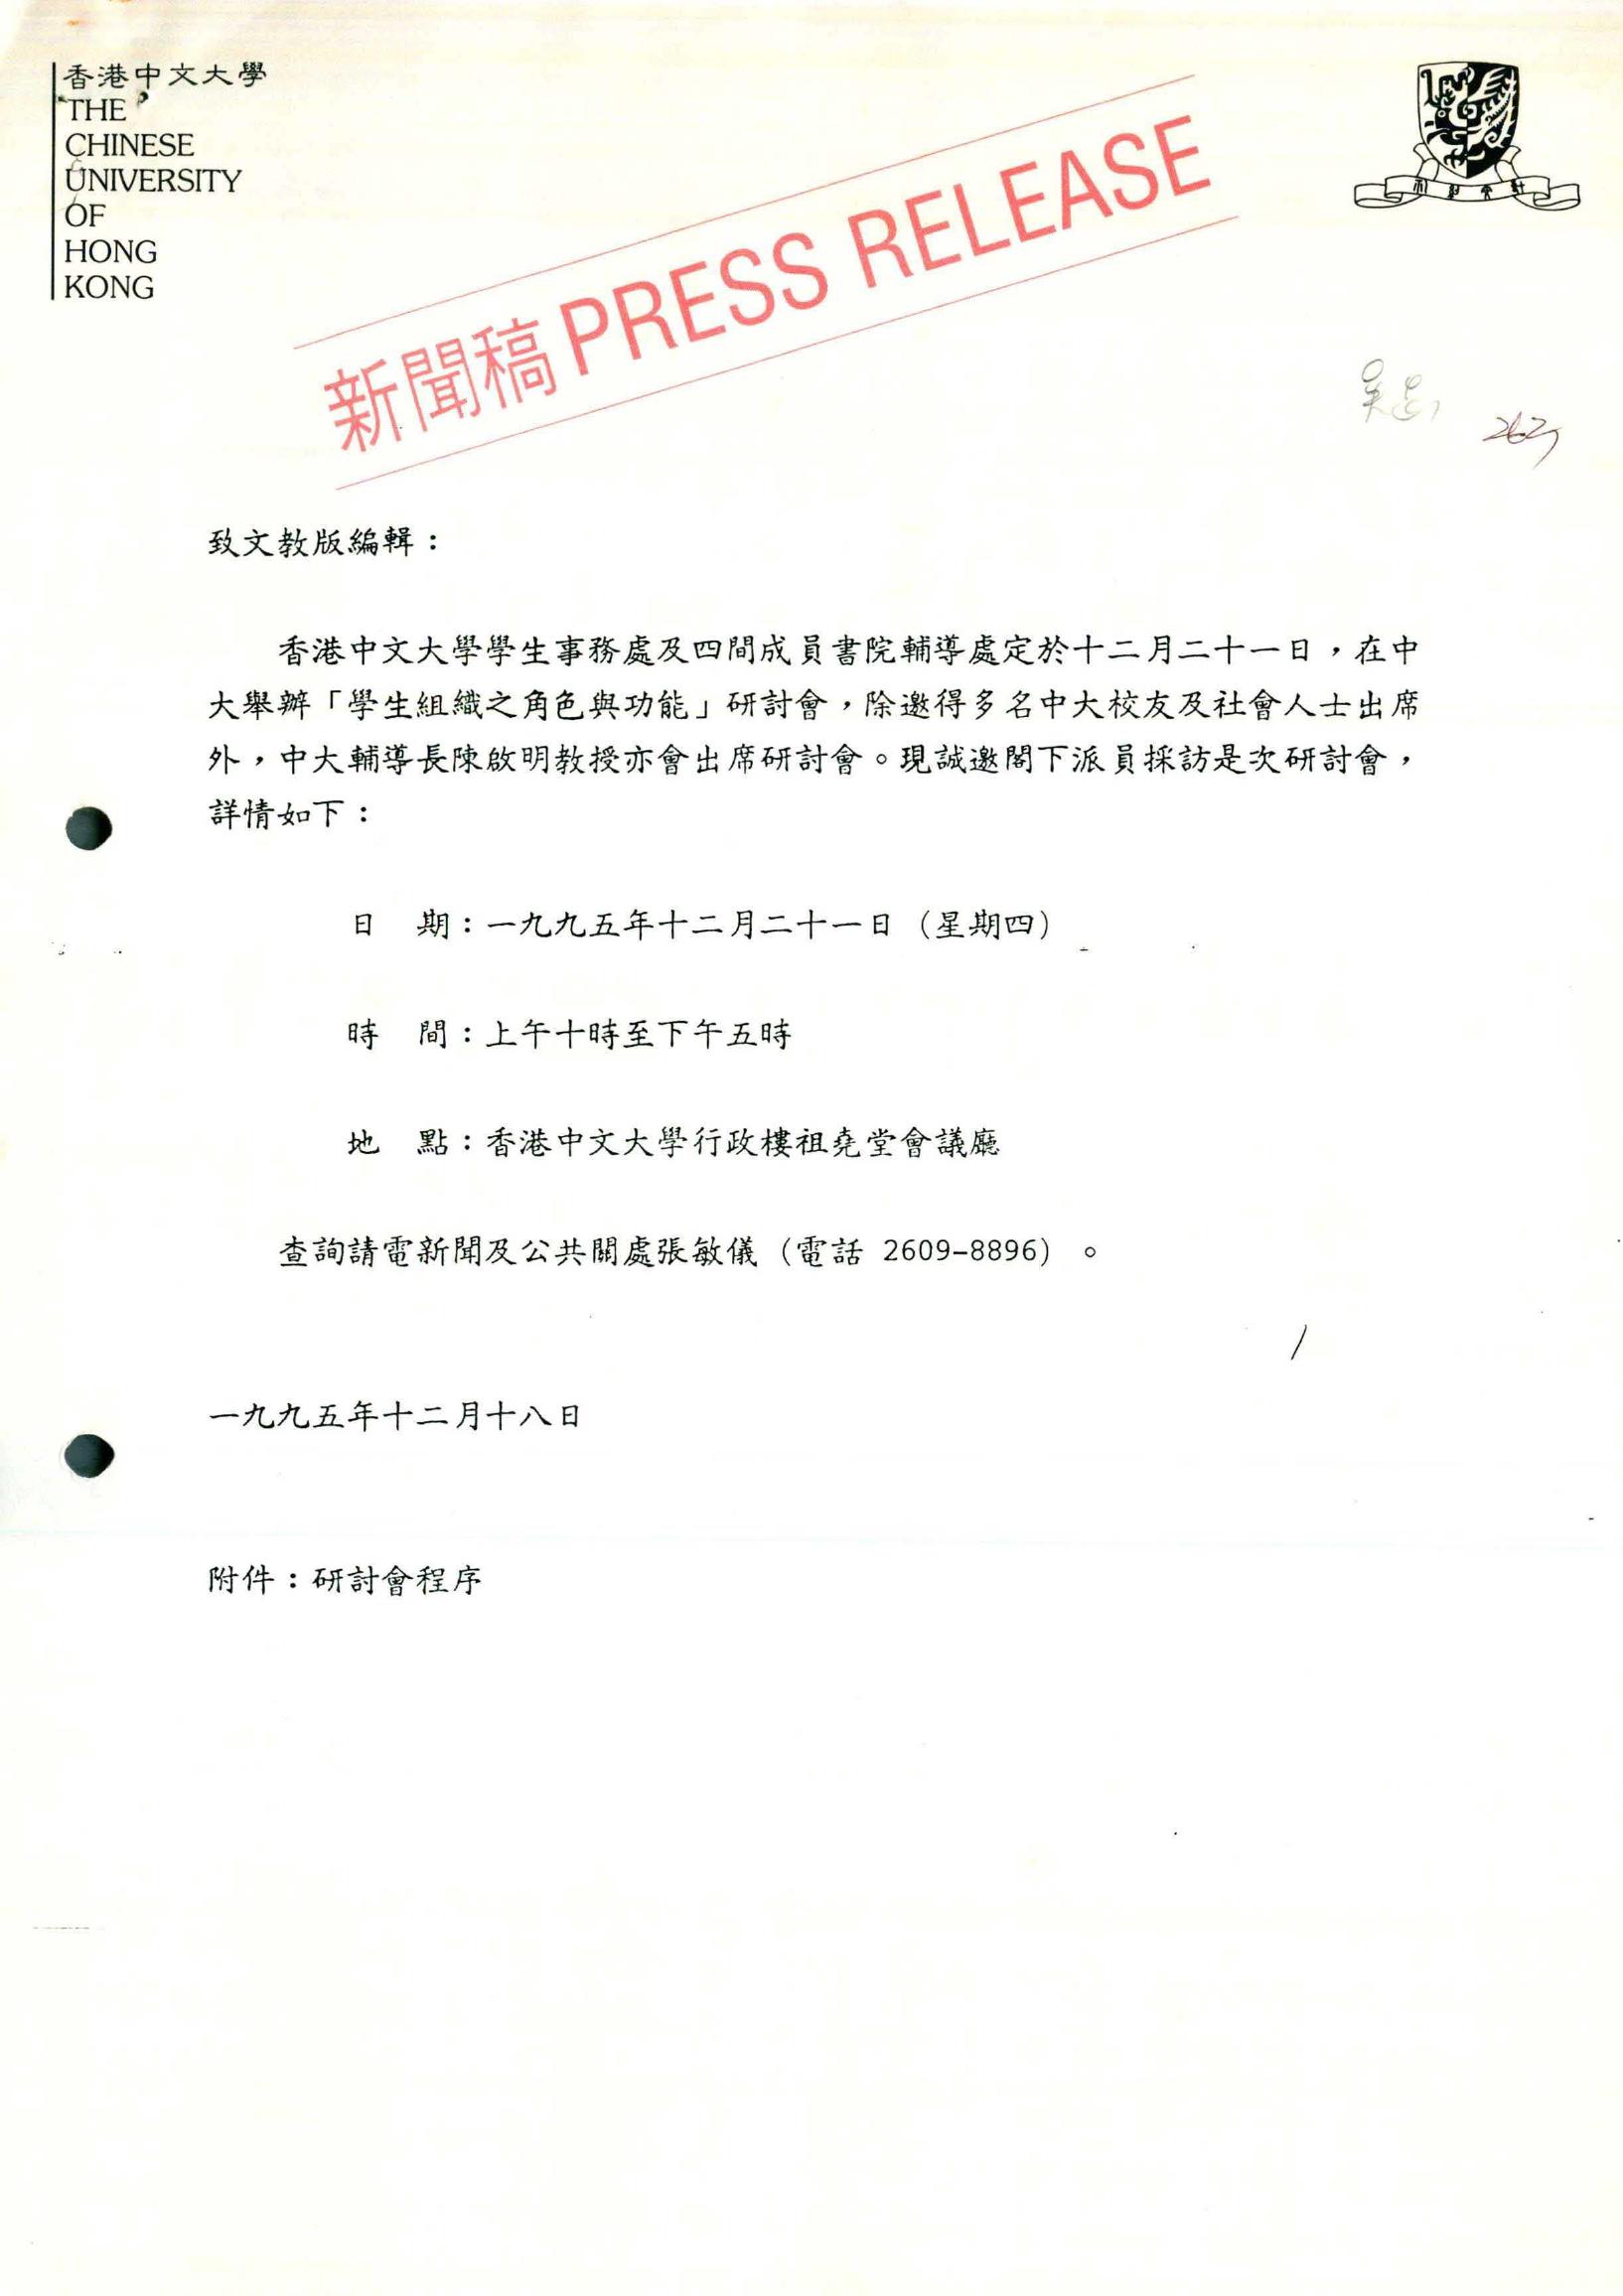 香港中文大學
THE
CHINESE
UNIVERSITY
OF
HONG
KONG
新聞稿 PRESS RELEASE
致文教版編輯：
香港中文大學學生事務處及四間成員書院輔導處定於十二月二十一日，在中
大舉辦「學生組織之角色與功能」研討會，除邀得多名中大校友及社會人士出席
外，中大輔導長陳啟明教授亦會出席研討會。現誠邀閣下派員採訪是次研討會，
詳情如下：
日　期：一九九五年十二月二十一日（星期四）
時　間：上午十時至下午五時
地　點：香港中文大學行政樓祖堯堂會議廳
查詢請電新聞及公共關處張敏儀（電話 2609-8896）。
一九九五年十二月十八日
附件：研討會程序